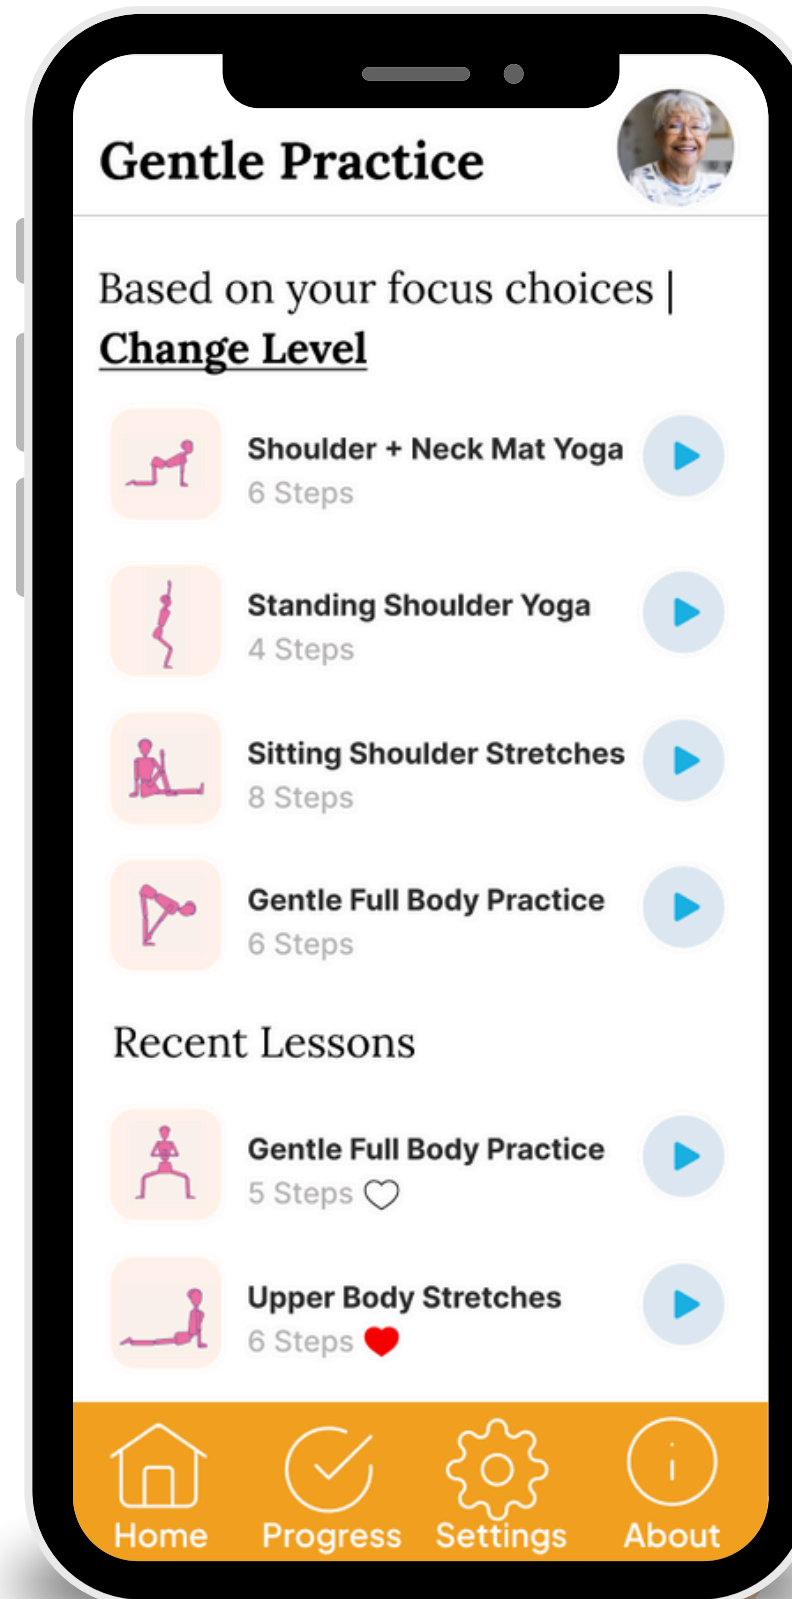 Gentle Practice
Based on your focus choices |
Change Level
Shoulder + Neck Mat Yoga
6 Steps
Standing Shoulder Yoga
4 Steps
Sitting Shoulder Stretches
8 Steps
Gentle Full Body Practice
6 Steps
Recent Lessons
Gentle Full Body Practice
5 Steps
Upper Body Stretches
6 Steps
Home Progress Settings About